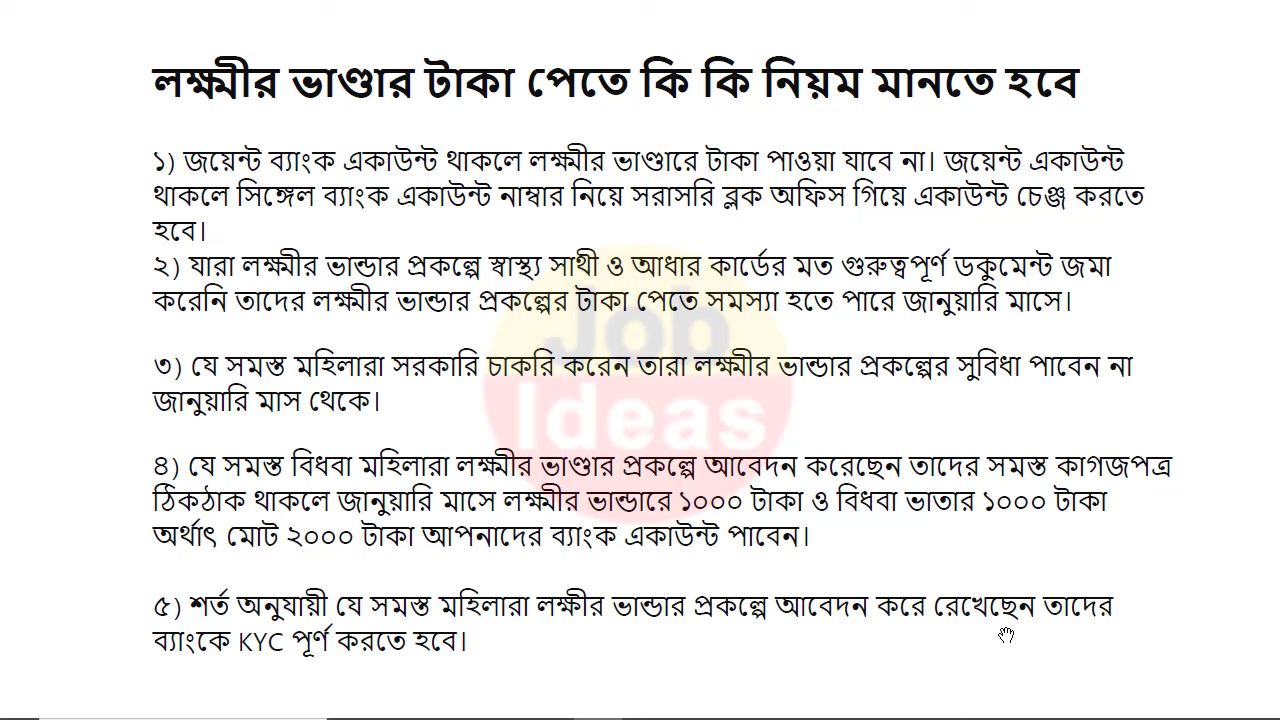 লক্ষ্মীর ভাণ্ডার টাকা পেতে কি কি নিয়ম মানতে হবে
১) জয়েন্ট ব্যাংক একাউন্ট থাকলে লক্ষ্মীর ভাণ্ডারে টাকা পাওয়া যাবে না। জয়েন্ট একাউন্ট
থাকলে সিঙ্গেল ব্যাংক একাউন্ট নাম্বার নিয়ে সরাসরি ব্লক অফিস গিয়ে একাউন্ট চেঞ্জ করতে
হবে।
২) যারা লক্ষ্মীর ভান্ডার প্রকল্পে স্বাস্থ্য সাথী ও আধার কার্ডের মত গুরুত্বপূর্ণ ডকুমেন্ট জমা
করেনি তাদের লক্ষ্মীর ভান্ডার প্রকল্পের টাকা পেতে সমস্যা হতে পারে জানুয়ারি মাসে।
৩) যে সমস্ত মহিলারা সরকারি চাকরি করেন তারা লক্ষ্মীর ভান্ডার প্রকল্পের সুবিধা পাবেন না
জানুয়ারি মাস থেকে।
৪) যে সমস্ত বিধবা মহিলারা লক্ষ্মীর ভাণ্ডার প্রকল্পে আবেদন করেছেন তাদের সমস্ত কাগজপত্র
ঠিকঠাক থাকলে জানুয়ারি মাসে লক্ষ্মীর ভান্ডারে ১০০০ টাকা ও বিধবা ভাতার ১০০০ টাকা
অর্থাৎ মোট ২০০০ টাকা আপনাদের ব্যাংক একাউন্ট পাবেন।
৫) শর্ত অনুযায়ী যে সমস্ত মহিলারা লক্ষীর ভান্ডার প্রকল্পে আবেদন করে রেখেছেন তাদের
ব্যাংকে KYC পূর্ণ করতে হবে।
Job
Ideas